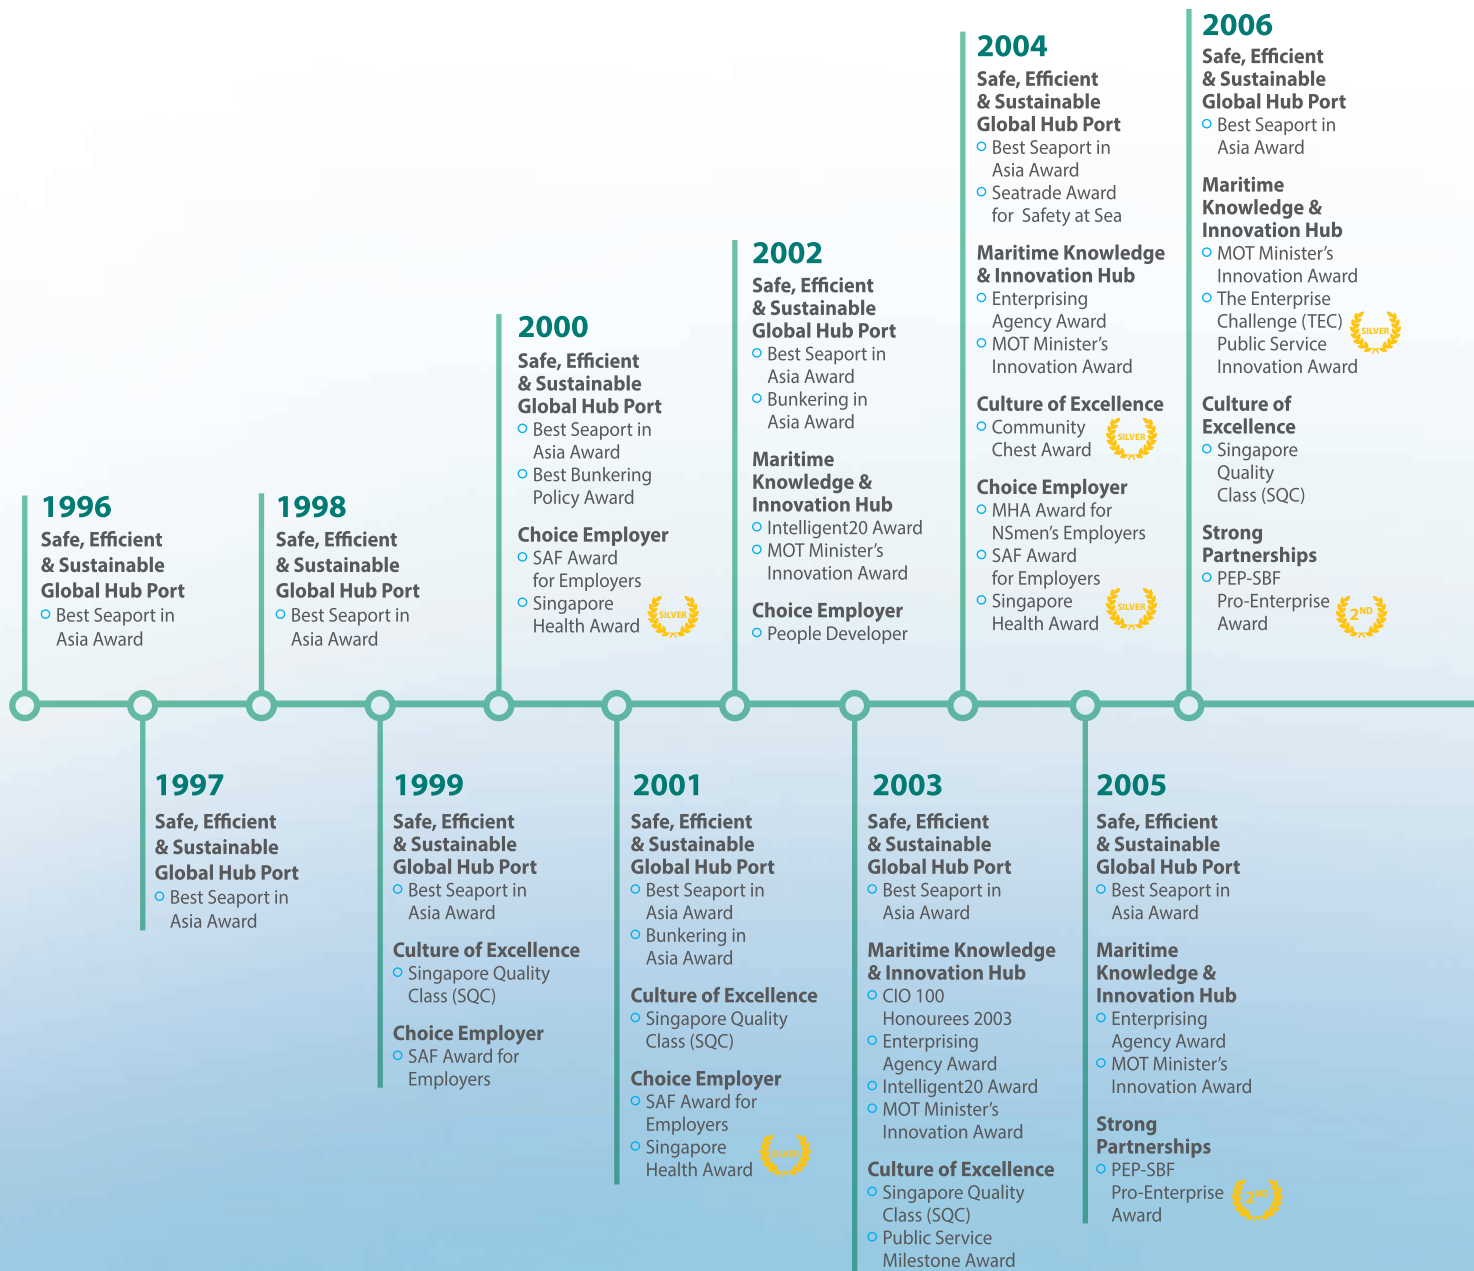 1996
Safe, Efficient
& Sustainable
Global Hub Port
Best Seaport in
Asia Award
1997
Safe, Efficient
& Sustainable
Global Hub Port
Best Seaport in
Asia Award
1998
Safe, Efficient
& Sustainable
Global Hub Port
Best Seaport in
Asia Award
1999
Safe, Efficient
& Sustainable
Global Hub Port
Best Seaport in
Asia Award
Culture of Excellence
Singapore Quality
Class (SQC)
Choice Employer
SAF Award for
Employers
2000
Safe, Efficient
& Sustainable
Global Hub Port
Best Seaport in
Asia Award
Best Bunkering
Policy Award
Choice Employer
SAF Award
for Employers
Singapore
Health Award
SILVER
2001
Safe, Efficient
& Sustainable
Global Hub Port
Best Seaport in
Asia Award
Bunkering in
Asia Award
Culture of Excellence
Singapore Quality
Class (SQC)
Choice Employer
SAF Award for
Employers
Singapore
Health Award
SILVER
2002
Safe, Efficient
& Sustainable
Global Hub Port
Best Seaport in
Asia Award
Bunkering in
Asia Award
Maritime
Knowledge &
Innovation Hub
Intelligent20 Award
MOT Minister's
Innovation Award
Choice Employer
People Developer
2003
Safe, Efficient
& Sustainable
Global Hub Port
Best Seaport in
Asia Award
Maritime Knowledge
& Innovation Hub
CIO 100
Honourees 2003
Enterprising
Agency Award
Intelligent20 Award
MOT Minister's
Innovation Award
Culture of Excellence
Singapore Quality
Class (SQC)
Public Service
Milestone Award
2004
Safe, Efficient
& Sustainable
Global Hub Port
Best Seaport in
Asia Award
Seatrade Award
for Safety at Sea
Maritime Knowledge
& Innovation Hub
Enterprising
Agency Award
MOT Minister's
Innovation Award
Culture of Excellence
Community
Chest Award
SILVER
Choice Employer
MHA Award for
NSmen's Employers
SAF Award
for Employers
Singapore
Health Award
SILVER
2005
Safe, Efficient
& Sustainable
Global Hub Port
Best Seaport in
Asia Award
Maritime
Knowledge &
Innovation Hub
Enterprising
Agency Award
MOT Minister's
Innovation Award
Strong
Partnerships
PEP-SBF
Pro-Enterprise
Award
2ND
2006
Safe, Efficient
& Sustainable
Global Hub Port
Best Seaport in
Asia Award
Maritime
Knowledge &
Innovation Hub
MOT Minister's
Innovation Award
The Enterprise
Challenge (TEC)
Public Service
Innovation Award
SILVER
Culture of
Excellence
Singapore
Quality
Class (SQC)
Strong
Partnerships
PEP-SBF
Pro-Enterprise
Award
2ND